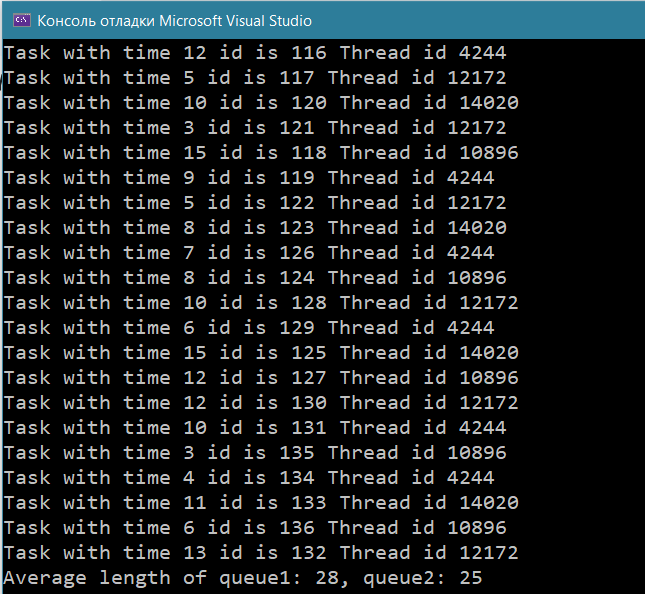 Консоль отладки Microsoft Visual Studio
Task with time 12 id is 116 Thread id 4244
Task with time 5 id is 117 Thread id 12172
Task with time 10 id is 120 Thread id 14020
Task with time 3 id is 121 Thread id 12172
Task with time 15 id is 118 Thread id 10896
Task with time 9 id is 119 Thread id 4244
Task with time 5 id is 122 Thread id 12172
Task with time 8 id is 123 Thread id 14020
Task with time 7 id is 126 Thread id 4244
Task with time 8 id is 124 Thread id 10896
Task with time 10 id is 128 Thread id 12172
Task with time 6 id is 129 Thread id 4244
Task with time 15 id is 125 Thread id 14020
Task with time 12 id is 127 Thread id 10896
Task with time 12 id is 130 Thread id 12172
Task with time 10 id is 131 Thread id 4244
Task with time 3 id is 135 Thread id 10896
Task with time 4 id is 134 Thread id 4244
Task with time 11 id is 133 Thread id 14020
Task with time 6 id is 136 Thread id 10896
Task with time 13 id is 132 Thread id 12172
Average length of queue1: 28, queue2: 25